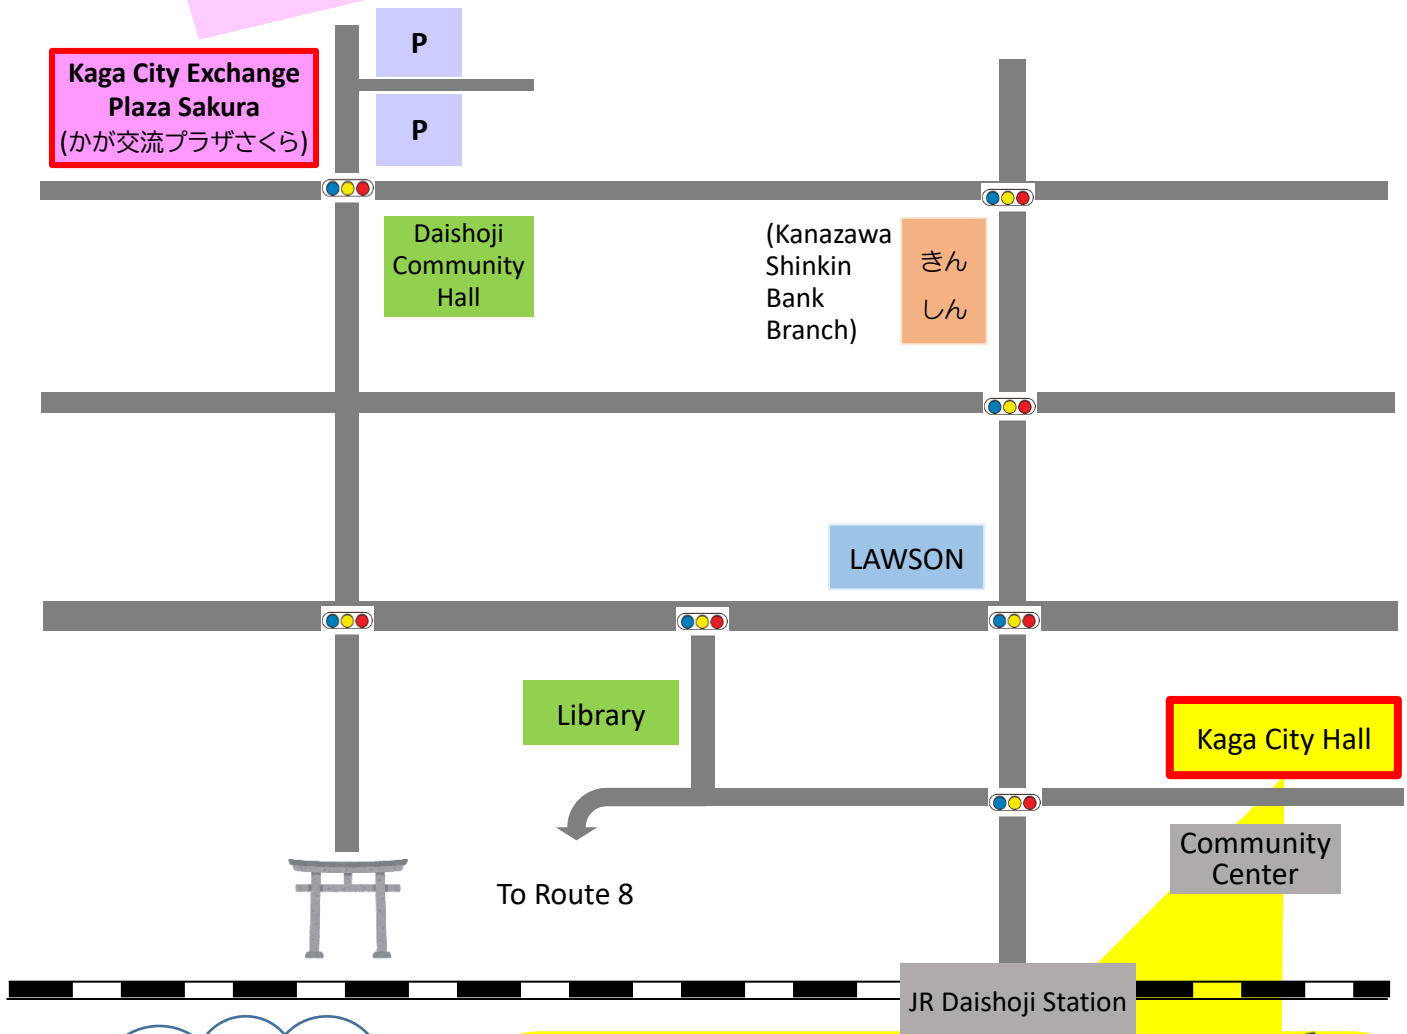 P
Kaga City Exchange
Plaza Sakura
(かが交流プラザさくら)
P
Daishoji
Community
Hall
(Kanazawa
Shinkin
Bank
Branch)
きん
しん
LAWSON
Library
Kaga City Hall
Community
Center
To Route 8
JR Daishoji Station